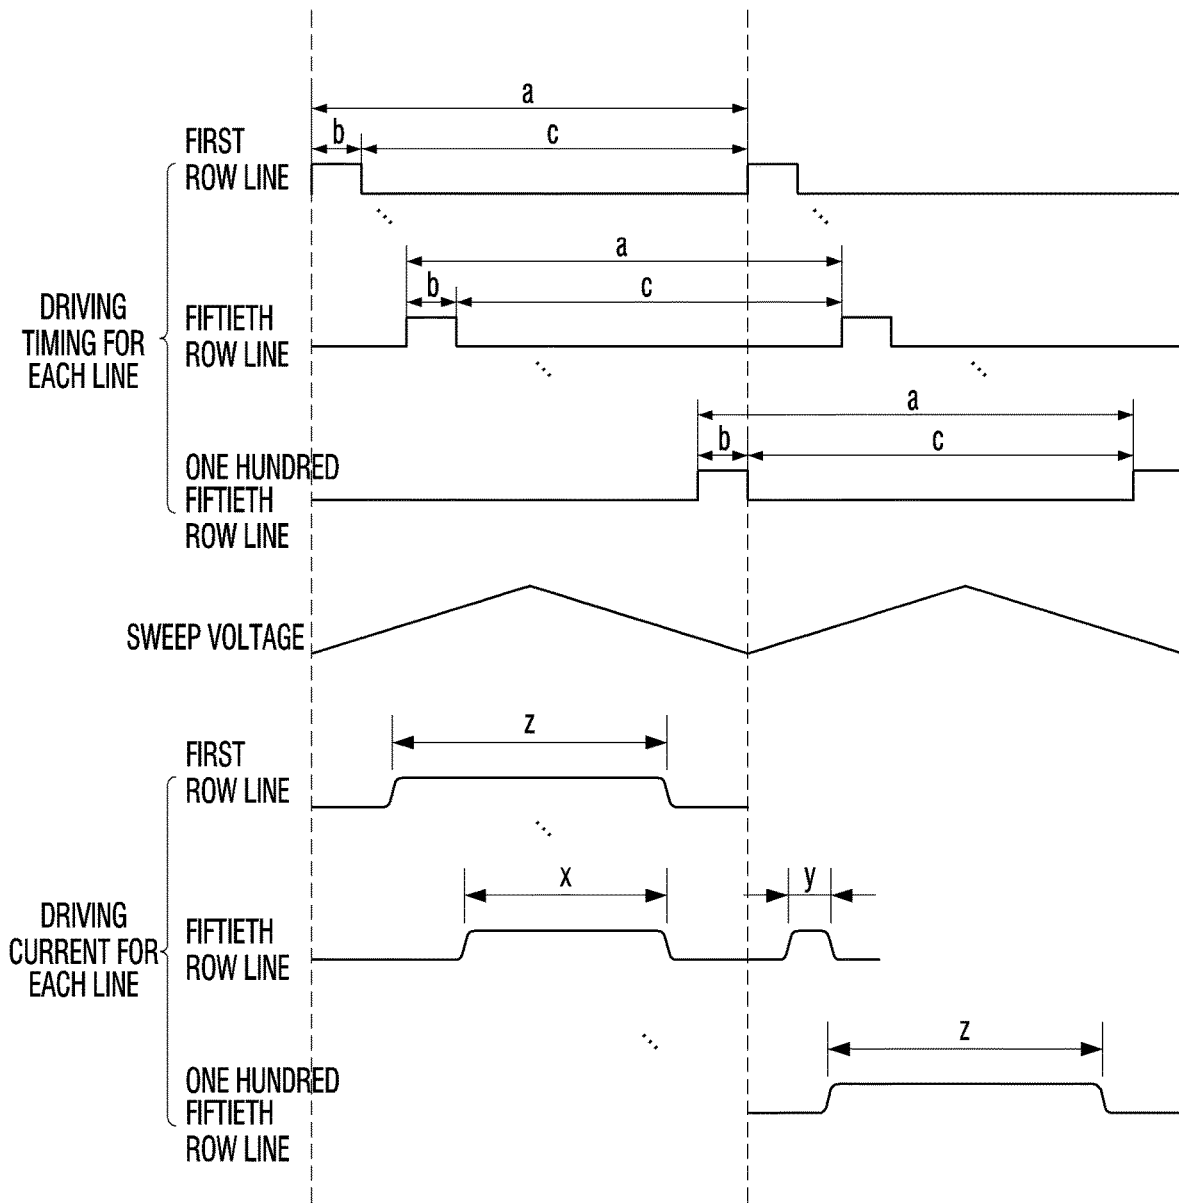 a
FIRST
ROW LINE
b
c
...
...
a
DRIVING
TIMING FOR
EACH LINE
FIFTIETH
ROW LINE
b
c
...
...
a
ONE HUNDRED
FIFTIETH
ROW LINE
b
c
SWEEP VOLTAGE
FIRST
ROW LINE
z
...
DRIVING
CURRENT FOR
EACH LINE
FIFTIETH
ROW LINE
x
y
...
ONE HUNDRED
FIFTIETH
ROW LINE
z